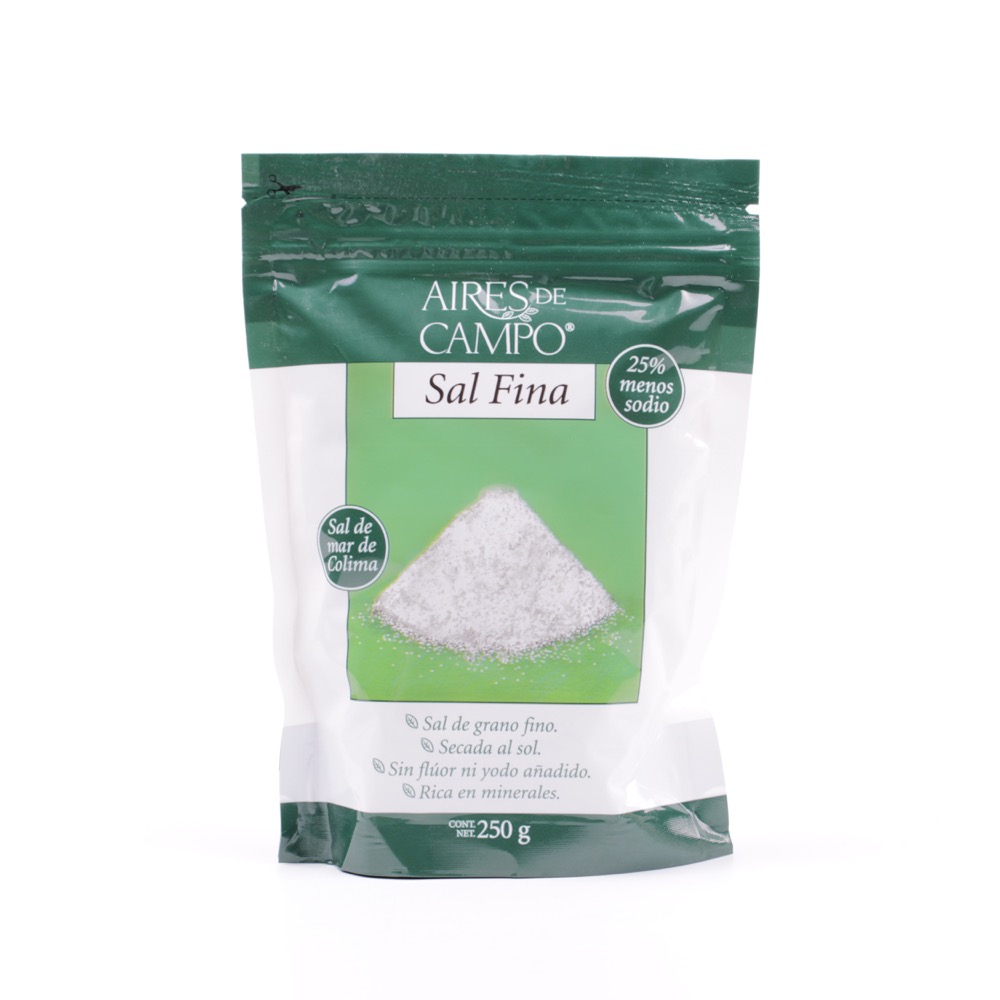 AIRES DE
CAMPO®
Sal Fina
25%
menos
sodio
Sal de
mar de
Colima
Sal de grano fino.
Secada al sol.
Sin flúor ni yodo añadido.
Rica en minerales.
CONT.
NET. 250 g